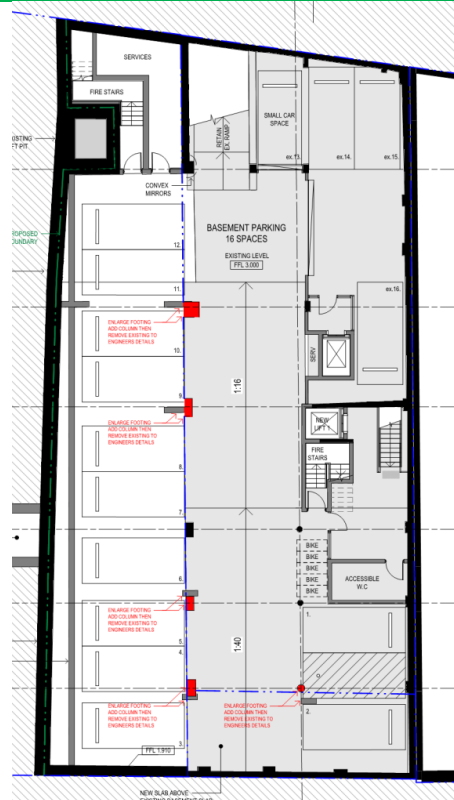 SERVICES
FIRE STAIRS
SMALL CAR
SPACE
RETAIN
EX. RAMP
ex.13.
ex.14.
ex.15.
CONVEX
MIRRORS
BASEMENT PARKING
16 SPACES
EXISTING LEVEL
FFL 3.000
12.
11.
ex.16.
ENLARGE FOOTING
ADD COLUMN THEN
REMOVE EXISTING TO
ENGINEERS DETAILS
10.
SERV
1:16
9.
ENLARGE FOOTING
ADD COLUMN THEN
REMOVE EXISTING TO
ENGINEERS DETAILS
NEW
LIFT 1
FIRE
STAIRS
8.
7.
BIKE
BIKE
BIKE
BIKE
BIKE
6.
ACCESSIBLE
W.C
ENLARGE FOOTING
ADD COLUMN THEN
REMOVE EXISTING TO
ENGINEERS DETAILS
1.
5.
1:40
4.
ENLARGE FOOTING
ADD COLUMN THEN
REMOVE EXISTING TO
ENGINEERS DETAILS
ENLARGE FOOTING
ADD COLUMN THEN
REMOVE EXISTING TO
ENGINEERS DETAILS
2.
3.
FFL 1.910
NEW SLAB ABOVE
EXISTING BASEMENT SLAB